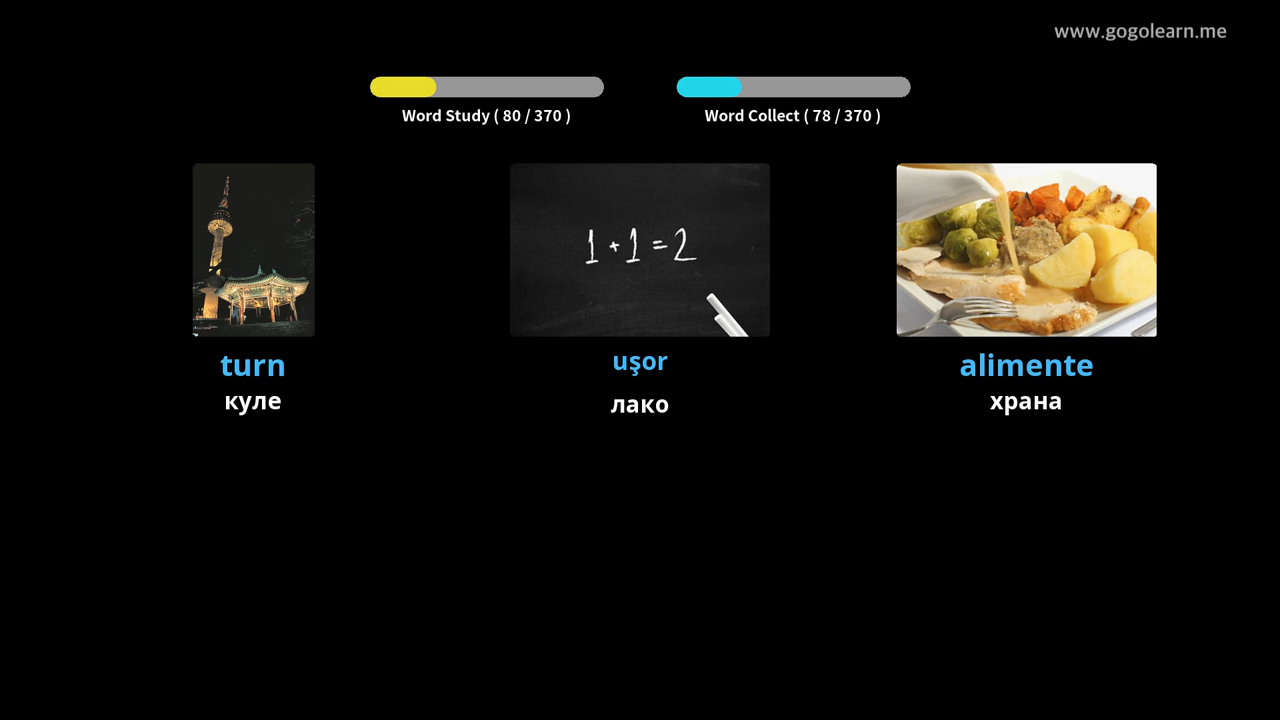 www.gogolearn.me
Word Study ( 80 / 370 )
Word Collect ( 78 / 370 )
1 + 1 = 2
turn
куле
uşor
лако
alimente
храна